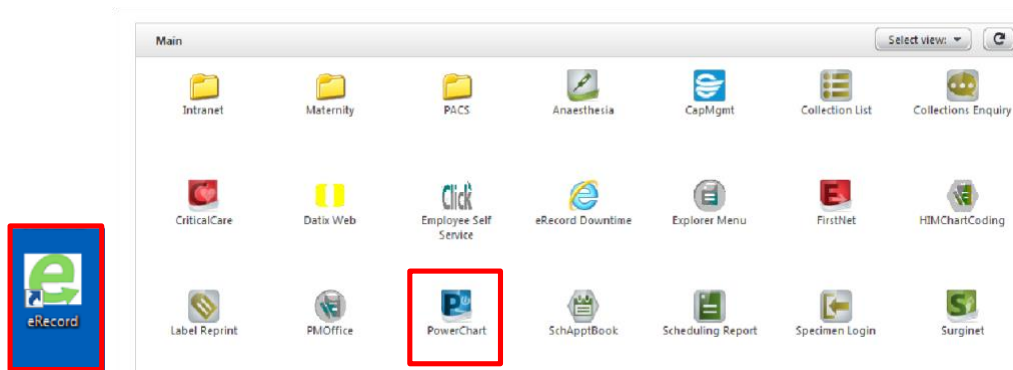 Main
Select view:
Intranet
Maternity
PACS
Anaesthesia
CapMgmt
Collection List
Collections Enquiry
CriticalCare
Datix Web
Click
Employee Self
Service
eRecord Downtime
Explorer Menu
FirstNet
HIMChartCoding
Label Reprint
PMOffice
PowerChart
SchApptBook
Scheduling Report
Specimen Login
Surginet
eRecord